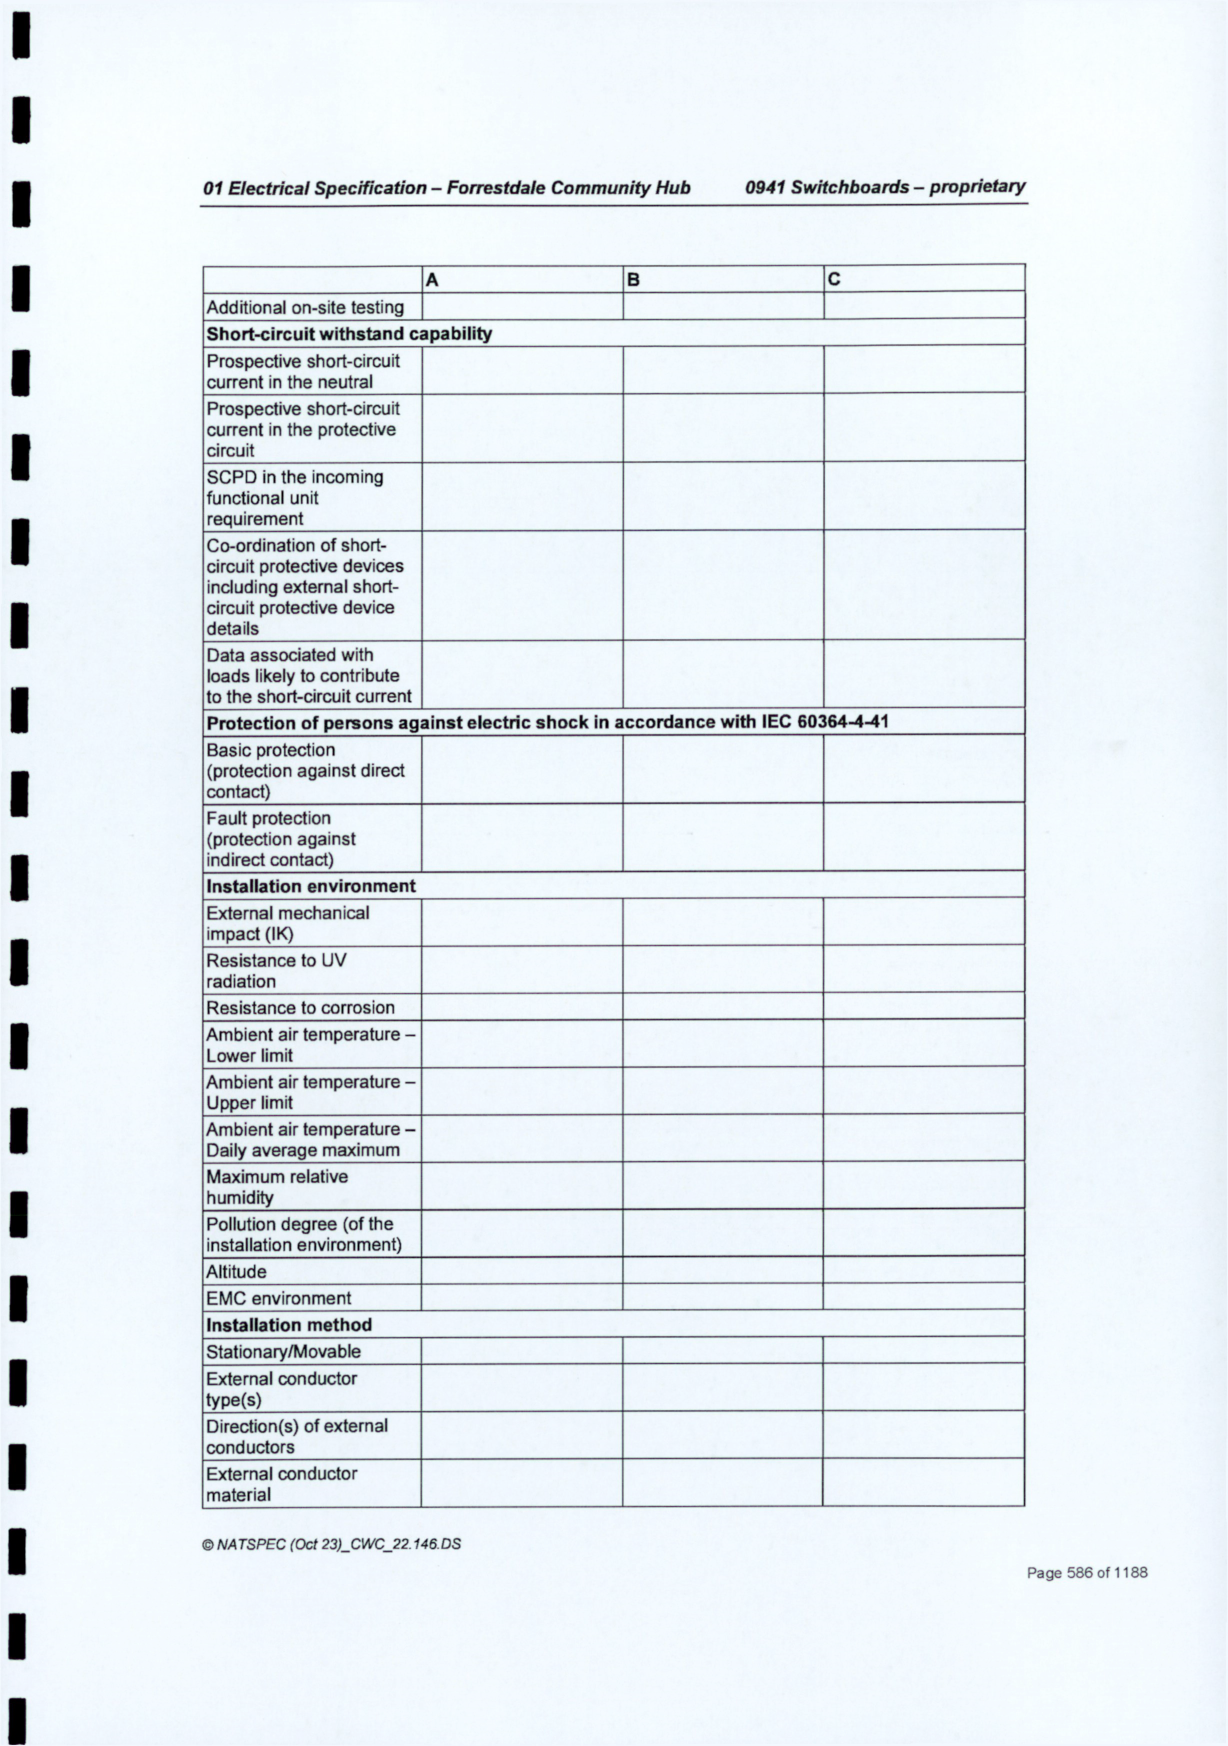 01 Electrical Specification – Forrestdale Community Hub 0941 Switchboards – proprietary
A B C
Additional on-site testing
Short-circuit withstand capability
Prospective short-circuit
current in the neutral
Prospective short-circuit
current in the protective
circuit
SCPD in the incoming
functional unit
requirement
Co-ordination of short-
circuit protective devices
including external short-
circuit protective device
details
Data associated with
loads likely to contribute
to the short-circuit current
Protection of persons against electric shock in accordance with IEC 60364-4-41
Basic protection
(protection against direct
contact)
Fault protection
(protection against
indirect contact)
Installation environment
External mechanical
impact (IK)
Resistance to UV
radiation
Resistance to corrosion
Ambient air temperature –
Lower limit
Ambient air temperature –
Upper limit
Ambient air temperature –
Daily average maximum
Maximum relative
humidity
Pollution degree (of the
installation environment)
Altitude
EMC environment
Installation method
Stationary/Movable
External conductor
type(s)
Direction(s) of external
conductors
External conductor
material
© NATSPEC (Oct 23)_CWC_22.146.DS
Page 586 of 1188